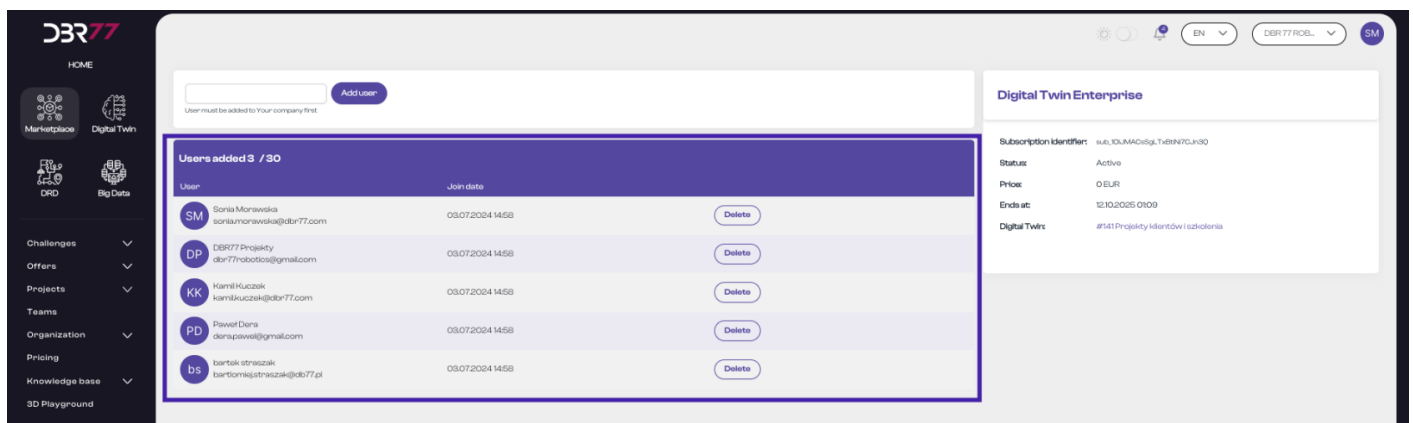 DBR77
HOME
Marketplace
Digital Twin
DRD
Big Data
Challenges
Offers
Projects
Teams
Organization
Pricing
Knowledge base
3D Playground
EN
DBR 77 ROB...
SM
Add user
User must be added to Your company first
Users added 3 / 30
User Join date
SM Sonia Morawska 03.07.2024 14:58 Delete
sonia.morawska@dbr77.com
DP DBR77 Projekty 03.07.2024 14:58 Delete
dbr77robotics@gmail.com
KK Kamil Kuczek 03.07.2024 14:58 Delete
kamil.kuczek@dbr77.com
PD Paweł Dera 03.07.2024 14:58 Delete
dera.pawel@gmail.com
bs bartek straszak 03.07.2024 14:58 Delete
bartlomiej.straszak@db77.pl
Digital Twin Enterprise
Subscription identifier:
Status: Active
Price: 0 EUR
Ends at: 12.10.2025 01:09
Digital Twin: #141 Projekty klientów i szkolenia